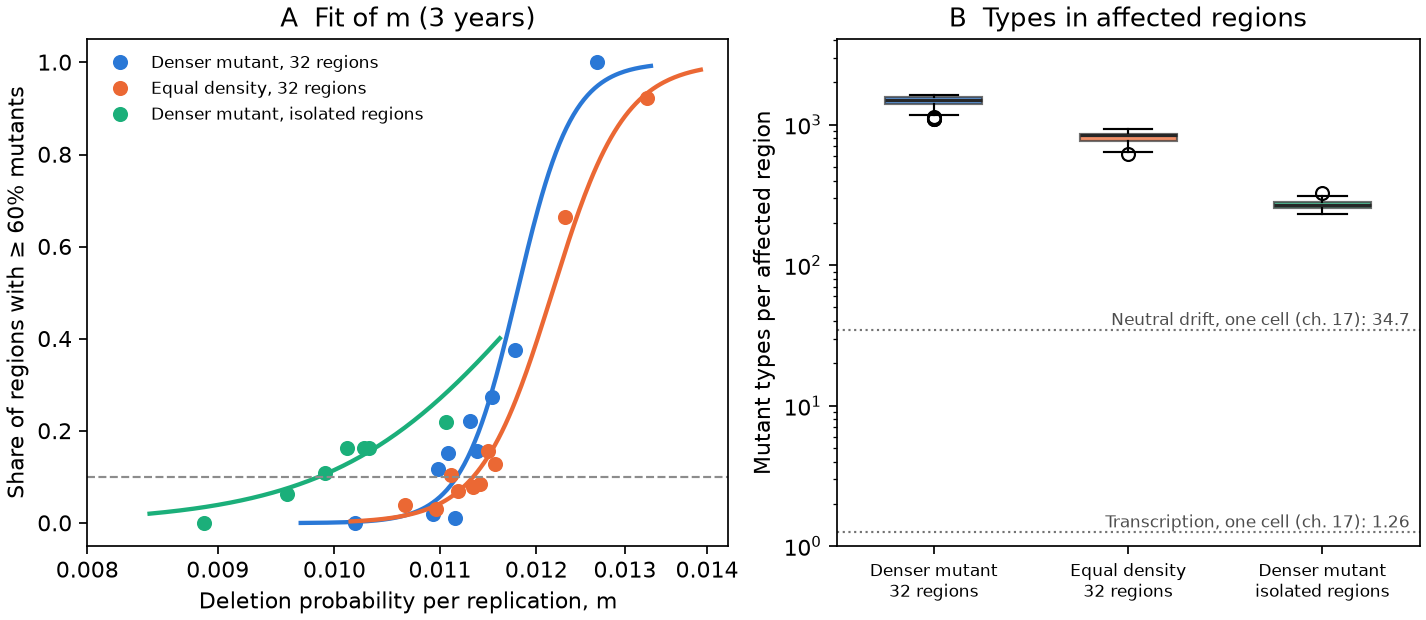 A  Fit of m (3 years)
Share of regions with ≥ 60% mutants
1.0
0.8
0.6
0.4
0.2
0.0
Denser mutant, 32 regions
Equal density, 32 regions
Denser mutant, isolated regions
0.008
0.009
0.010
0.011
0.012
0.013
0.014
Deletion probability per replication, m
B  Types in affected regions
Mutant types per affected region
10³
10²
10¹
10⁰
Neutral drift, one cell (ch. 17): 34.7
Transcription, one cell (ch. 17): 1.26
Denser mutant
32 regions
Equal density
32 regions
Denser mutant
isolated regions